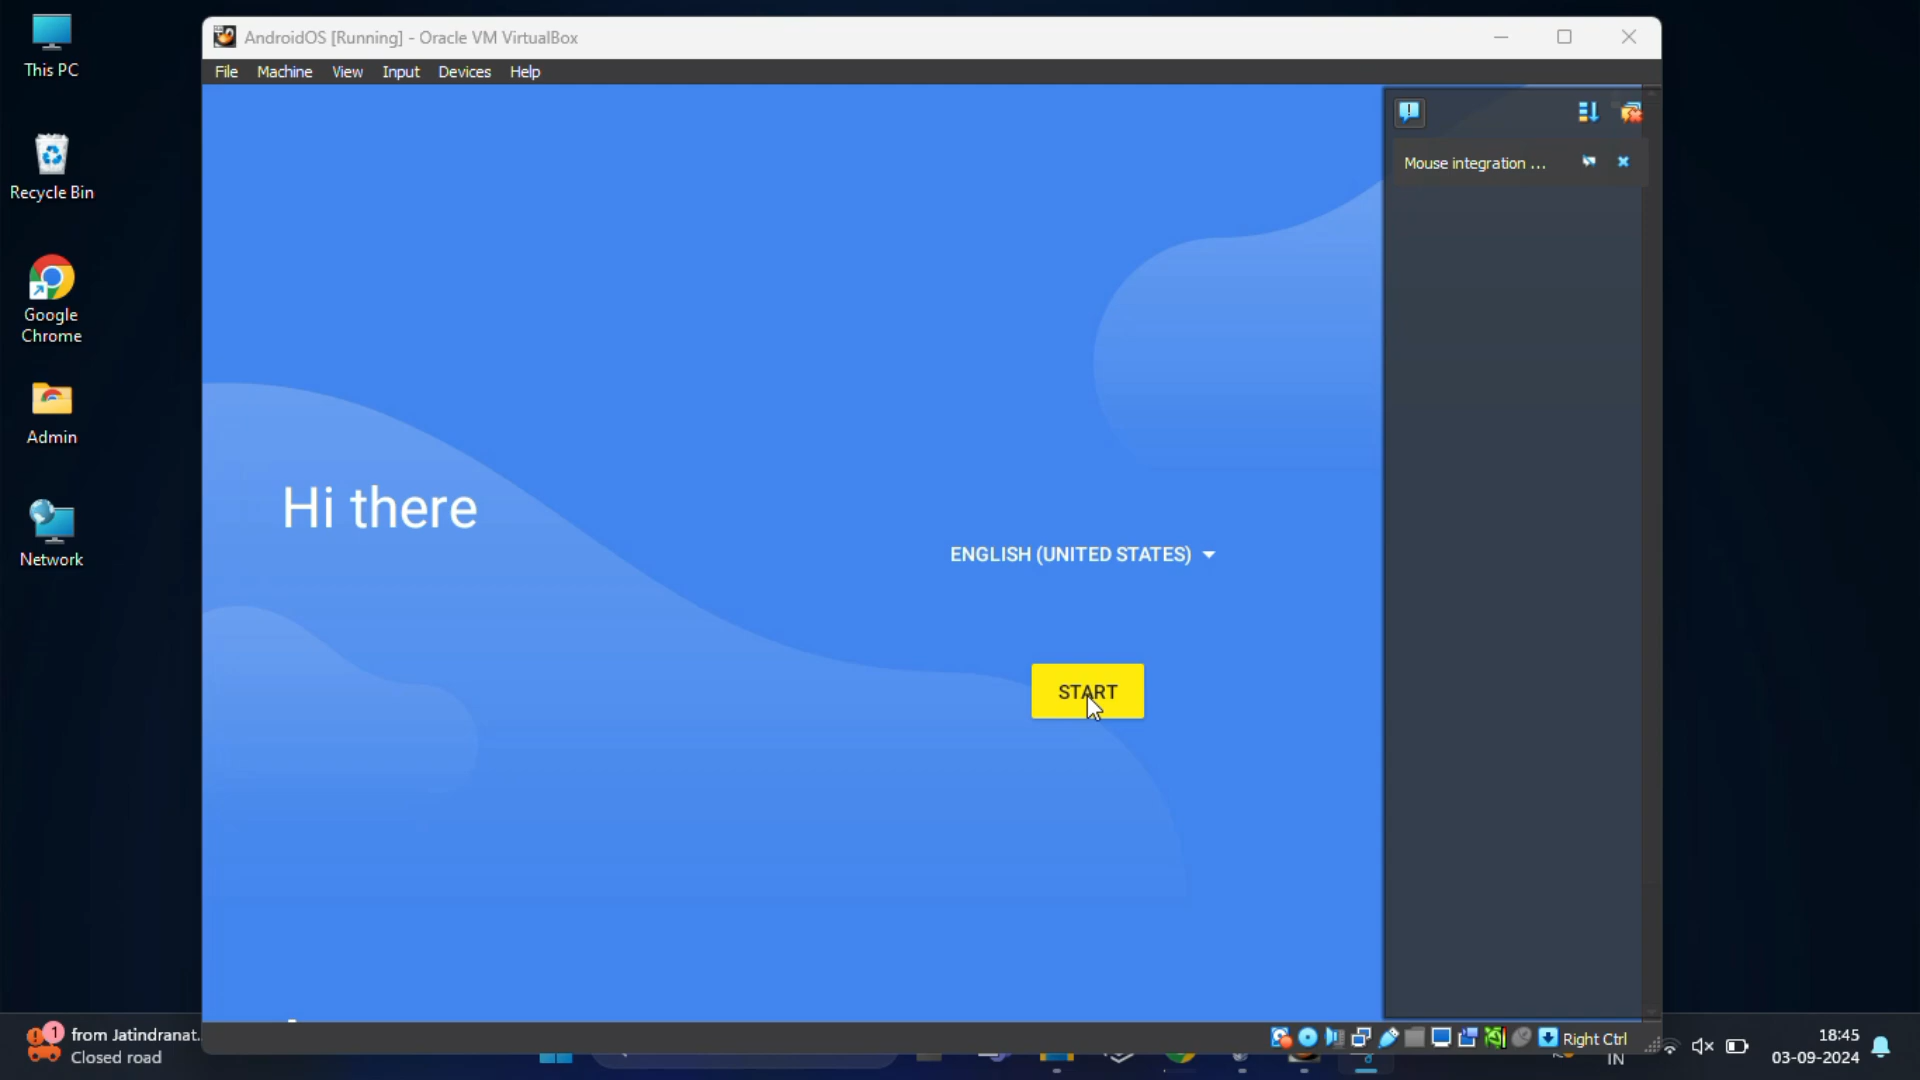 This PC
Recycle Bin
Google
Chrome
Admin
Network
AndroidOS [Running] - Oracle VM VirtualBox
File Machine View Input Devices Help
Mouse integration ...
Hi there
ENGLISH (UNITED STATES)
START
Right Ctrl
1
from Jatindranat...
Closed road
IN
18:45
03-09-2024